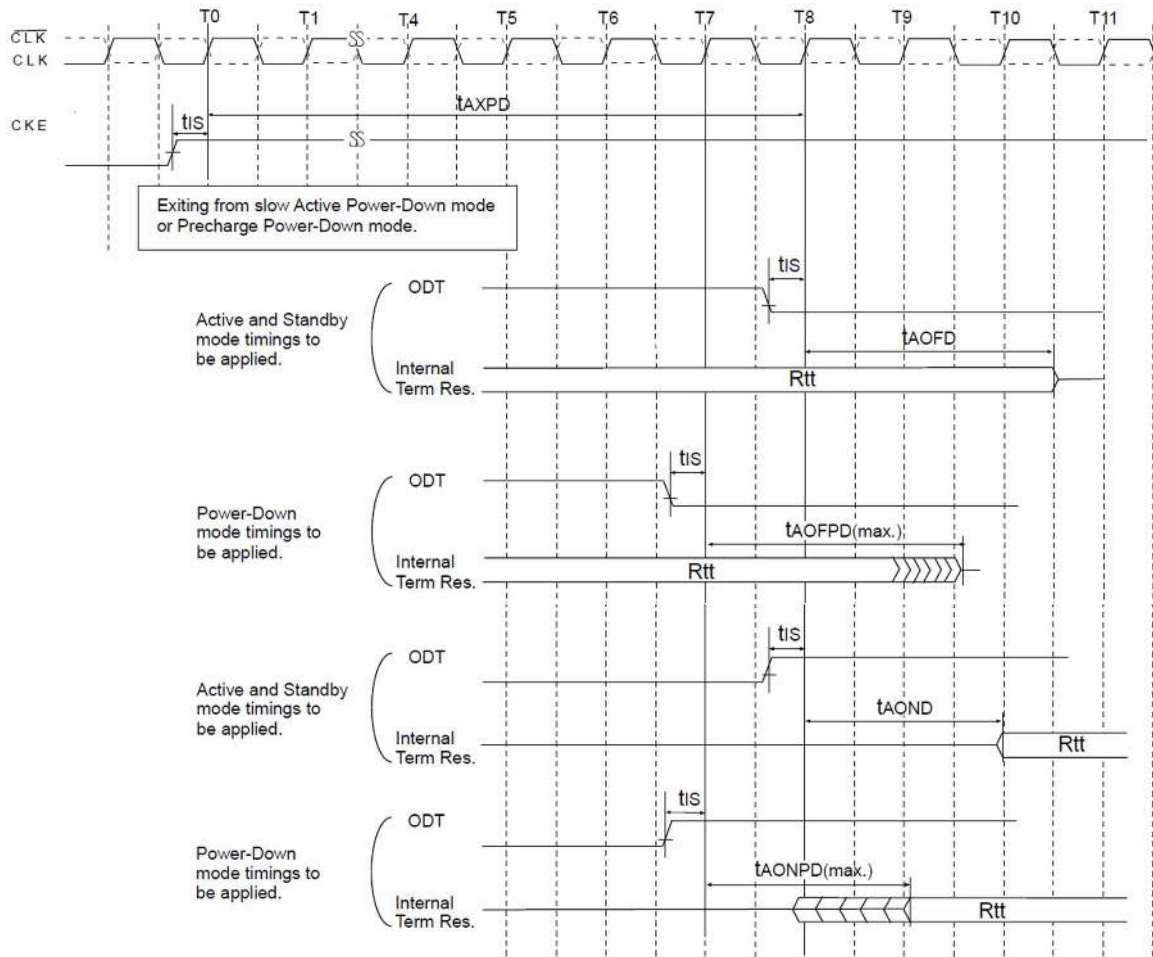 T0 T1 T4 T5 T6 T7 T8 T9 T10 T11
CLK
CLK
tAXPD
CKE
tIS
Exiting from slow Active Power-Down mode
or Precharge Power-Down mode.
tIS
ODT
Active and Standby
mode timings to
be applied.
tAOFD
Internal
Term Res.
Rtt
tIS
ODT
Power-Down
mode timings to
be applied.
tAOFPD(max.)
Internal
Term Res.
Rtt
tIS
ODT
Active and Standby
mode timings to
be applied.
tAOND
Internal
Term Res.
Rtt
tIS
ODT
Power-Down
mode timings to
be applied.
tAONPD(max.)
Internal
Term Res.
Rtt